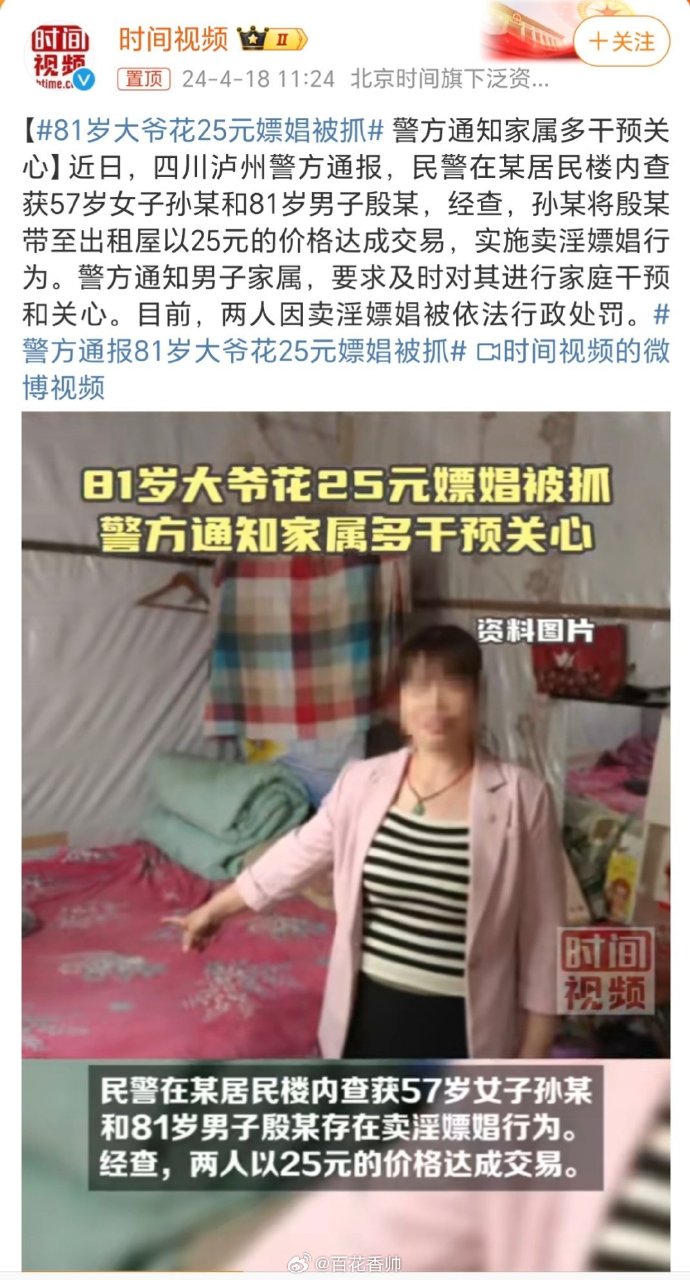 时间视频
时间视频 II
+关注
置顶 24-4-18 11:24 北京时间旗下泛资...
【#81岁大爷花25元嫖娼被抓# 警方通知家属多干预关
心】近日，四川泸州警方通报，民警在某居民楼内查
获57岁女子孙某和81岁男子殷某，经查，孙某将殷某
带至出租屋以25元的价格达成交易，实施卖淫嫖娼行
为。警方通知男子家属，要求及时对其进行家庭干预
和关心。目前，两人因卖淫嫖娼被依法行政处罚。#
警方通报81岁大爷花25元嫖娼被抓# 时间视频的微
博视频
81岁大爷花25元嫖娼被抓
警方通知家属多干预关心
资料图片
时间
视频
民警在某居民楼内查获57岁女子孙某
和81岁男子殷某存在卖淫嫖娼行为。
经查，两人以25元的价格达成交易。
@百花香帅